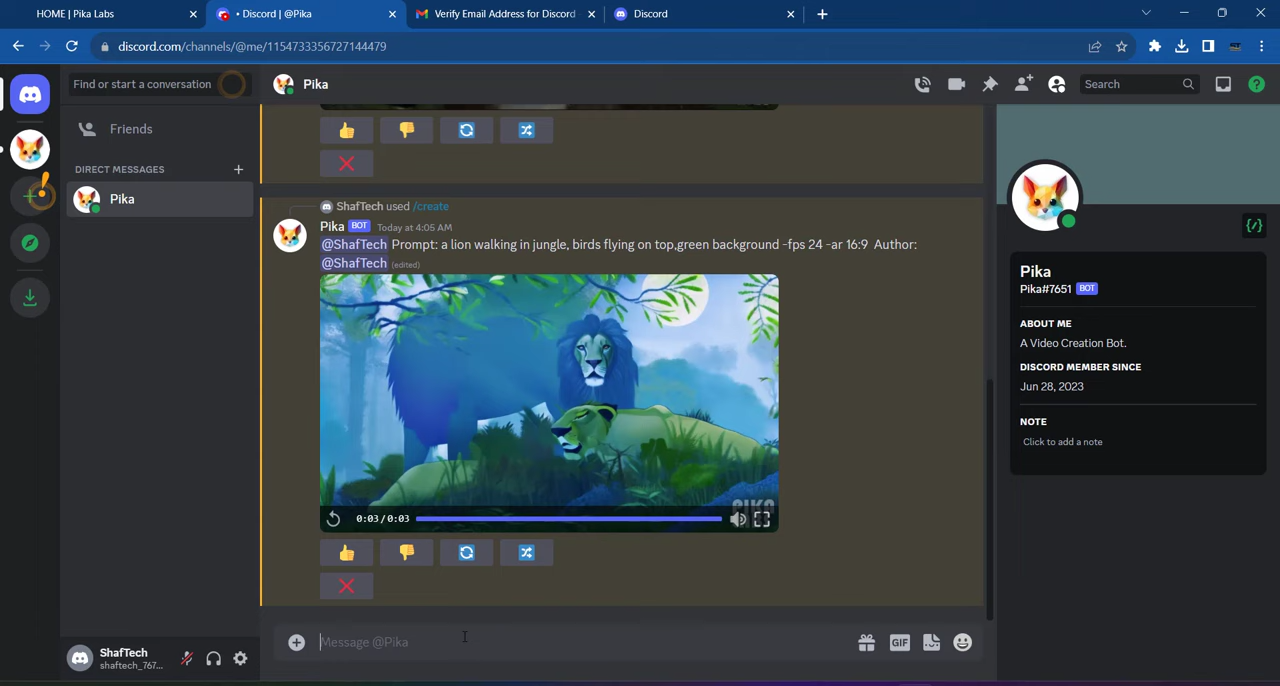 HOME | Pika Labs
• Discord | @Pika
Verify Email Address for Discord
Discord
discord.com/channels/@me/1154733356727144479
Find or start a conversation
Pika
Search
Friends
DIRECT MESSAGES
Pika
ShafTech used /create
Pika BOT Today at 4:05 AM
@ShafTech Prompt: a lion walking in jungle, birds flying on top,green background -fps 24 -ar 16:9 Author:
@ShafTech (edited)
PIKA
0:03/0:03
Message @Pika
GIF
ShafTech
shaftech_767...
Pika
Pika#7651 BOT
ABOUT ME
A Video Creation Bot.
DISCORD MEMBER SINCE
Jun 28, 2023
NOTE
Click to add a note